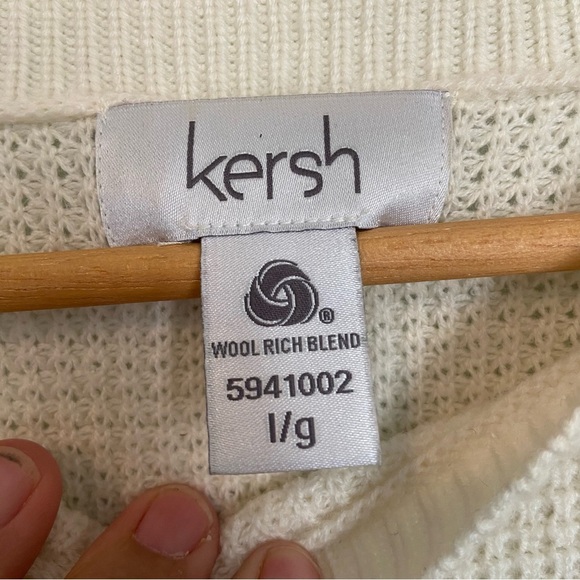 kersh
®
WOOL RICH BLEND
5941002
l/g